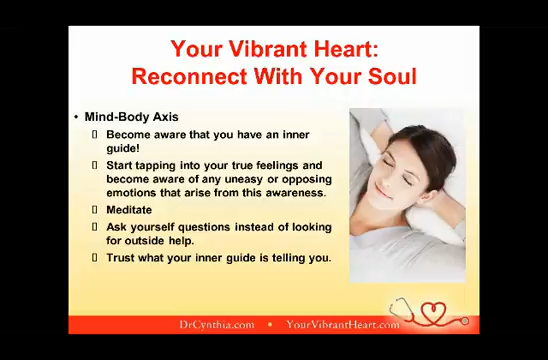 Your Vibrant Heart:
Reconnect With Your Soul
• Mind-Body Axis
Become aware that you have an inner
guide!
Start tapping into your true feelings and
become aware of any uneasy or opposing
emotions that arise from this awareness.
Meditate
Ask yourself questions instead of looking
for outside help.
Trust what your inner guide is telling you.
DrCynthia.com • YourVibrantHeart.com